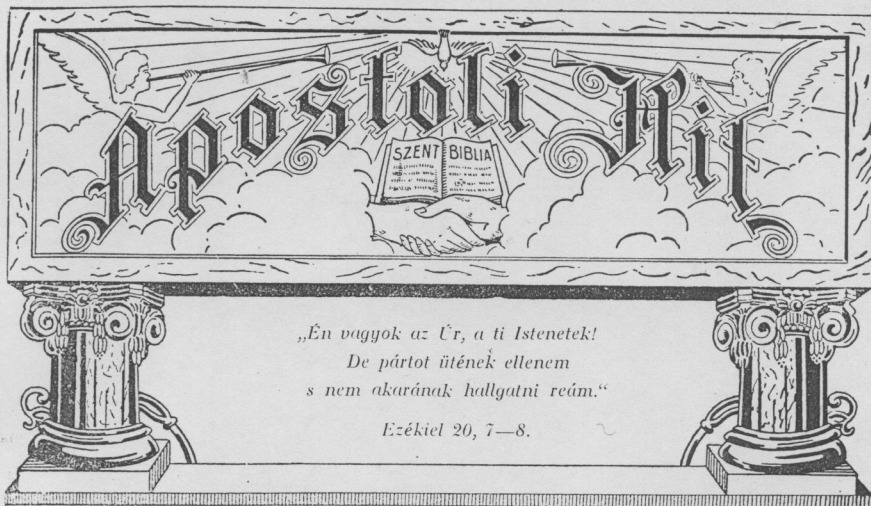 Apostoli Hit
SZENT BIBLIA
„Én vagyok az Úr, a ti Istenetek!
De pártot ütének ellenem
s nem akarának hallgatni reám.“
Ezékiel 20, 7—8.